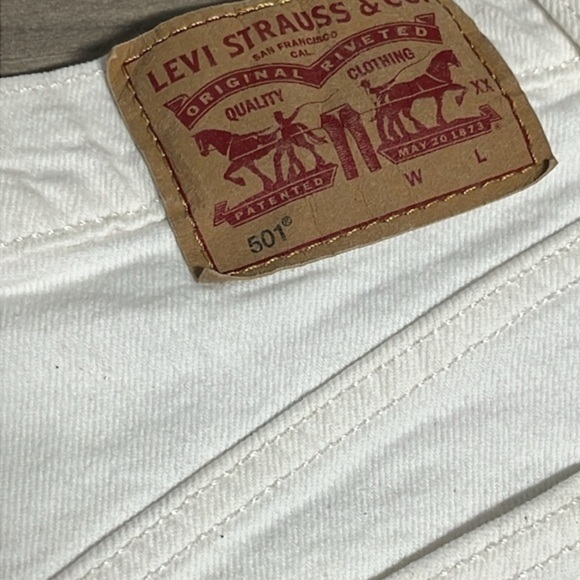 LEVI STRAUSS & CO.
SAN FRANCISCO
CAL.
ORIGINAL RIVETED
QUALITY CLOTHING
XX
PATENTED
MAY 20 1873
501®
W L